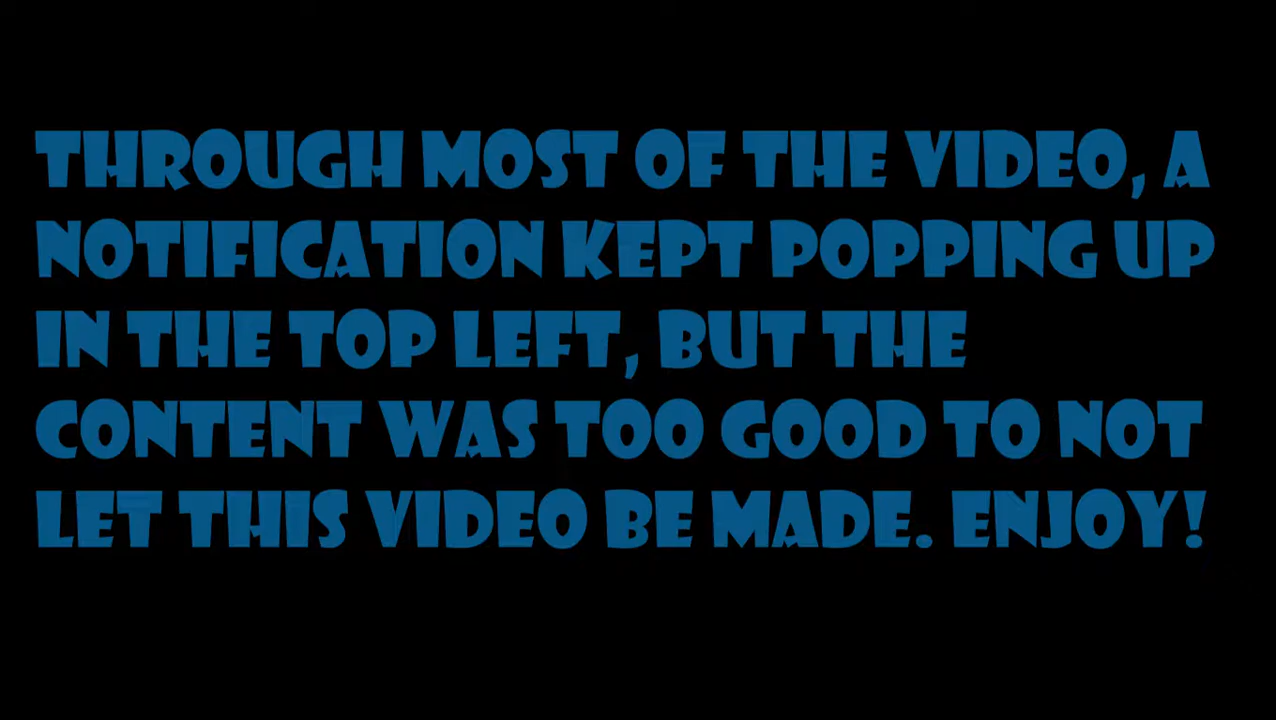 THROUGH MOST OF THE VIDEO, A
NOTIFICATION KEPT POPPING UP
IN THE TOP LEFT, BUT THE
CONTENT WAS TOO GOOD TO NOT
LET THIS VIDEO BE MADE. ENJOY!